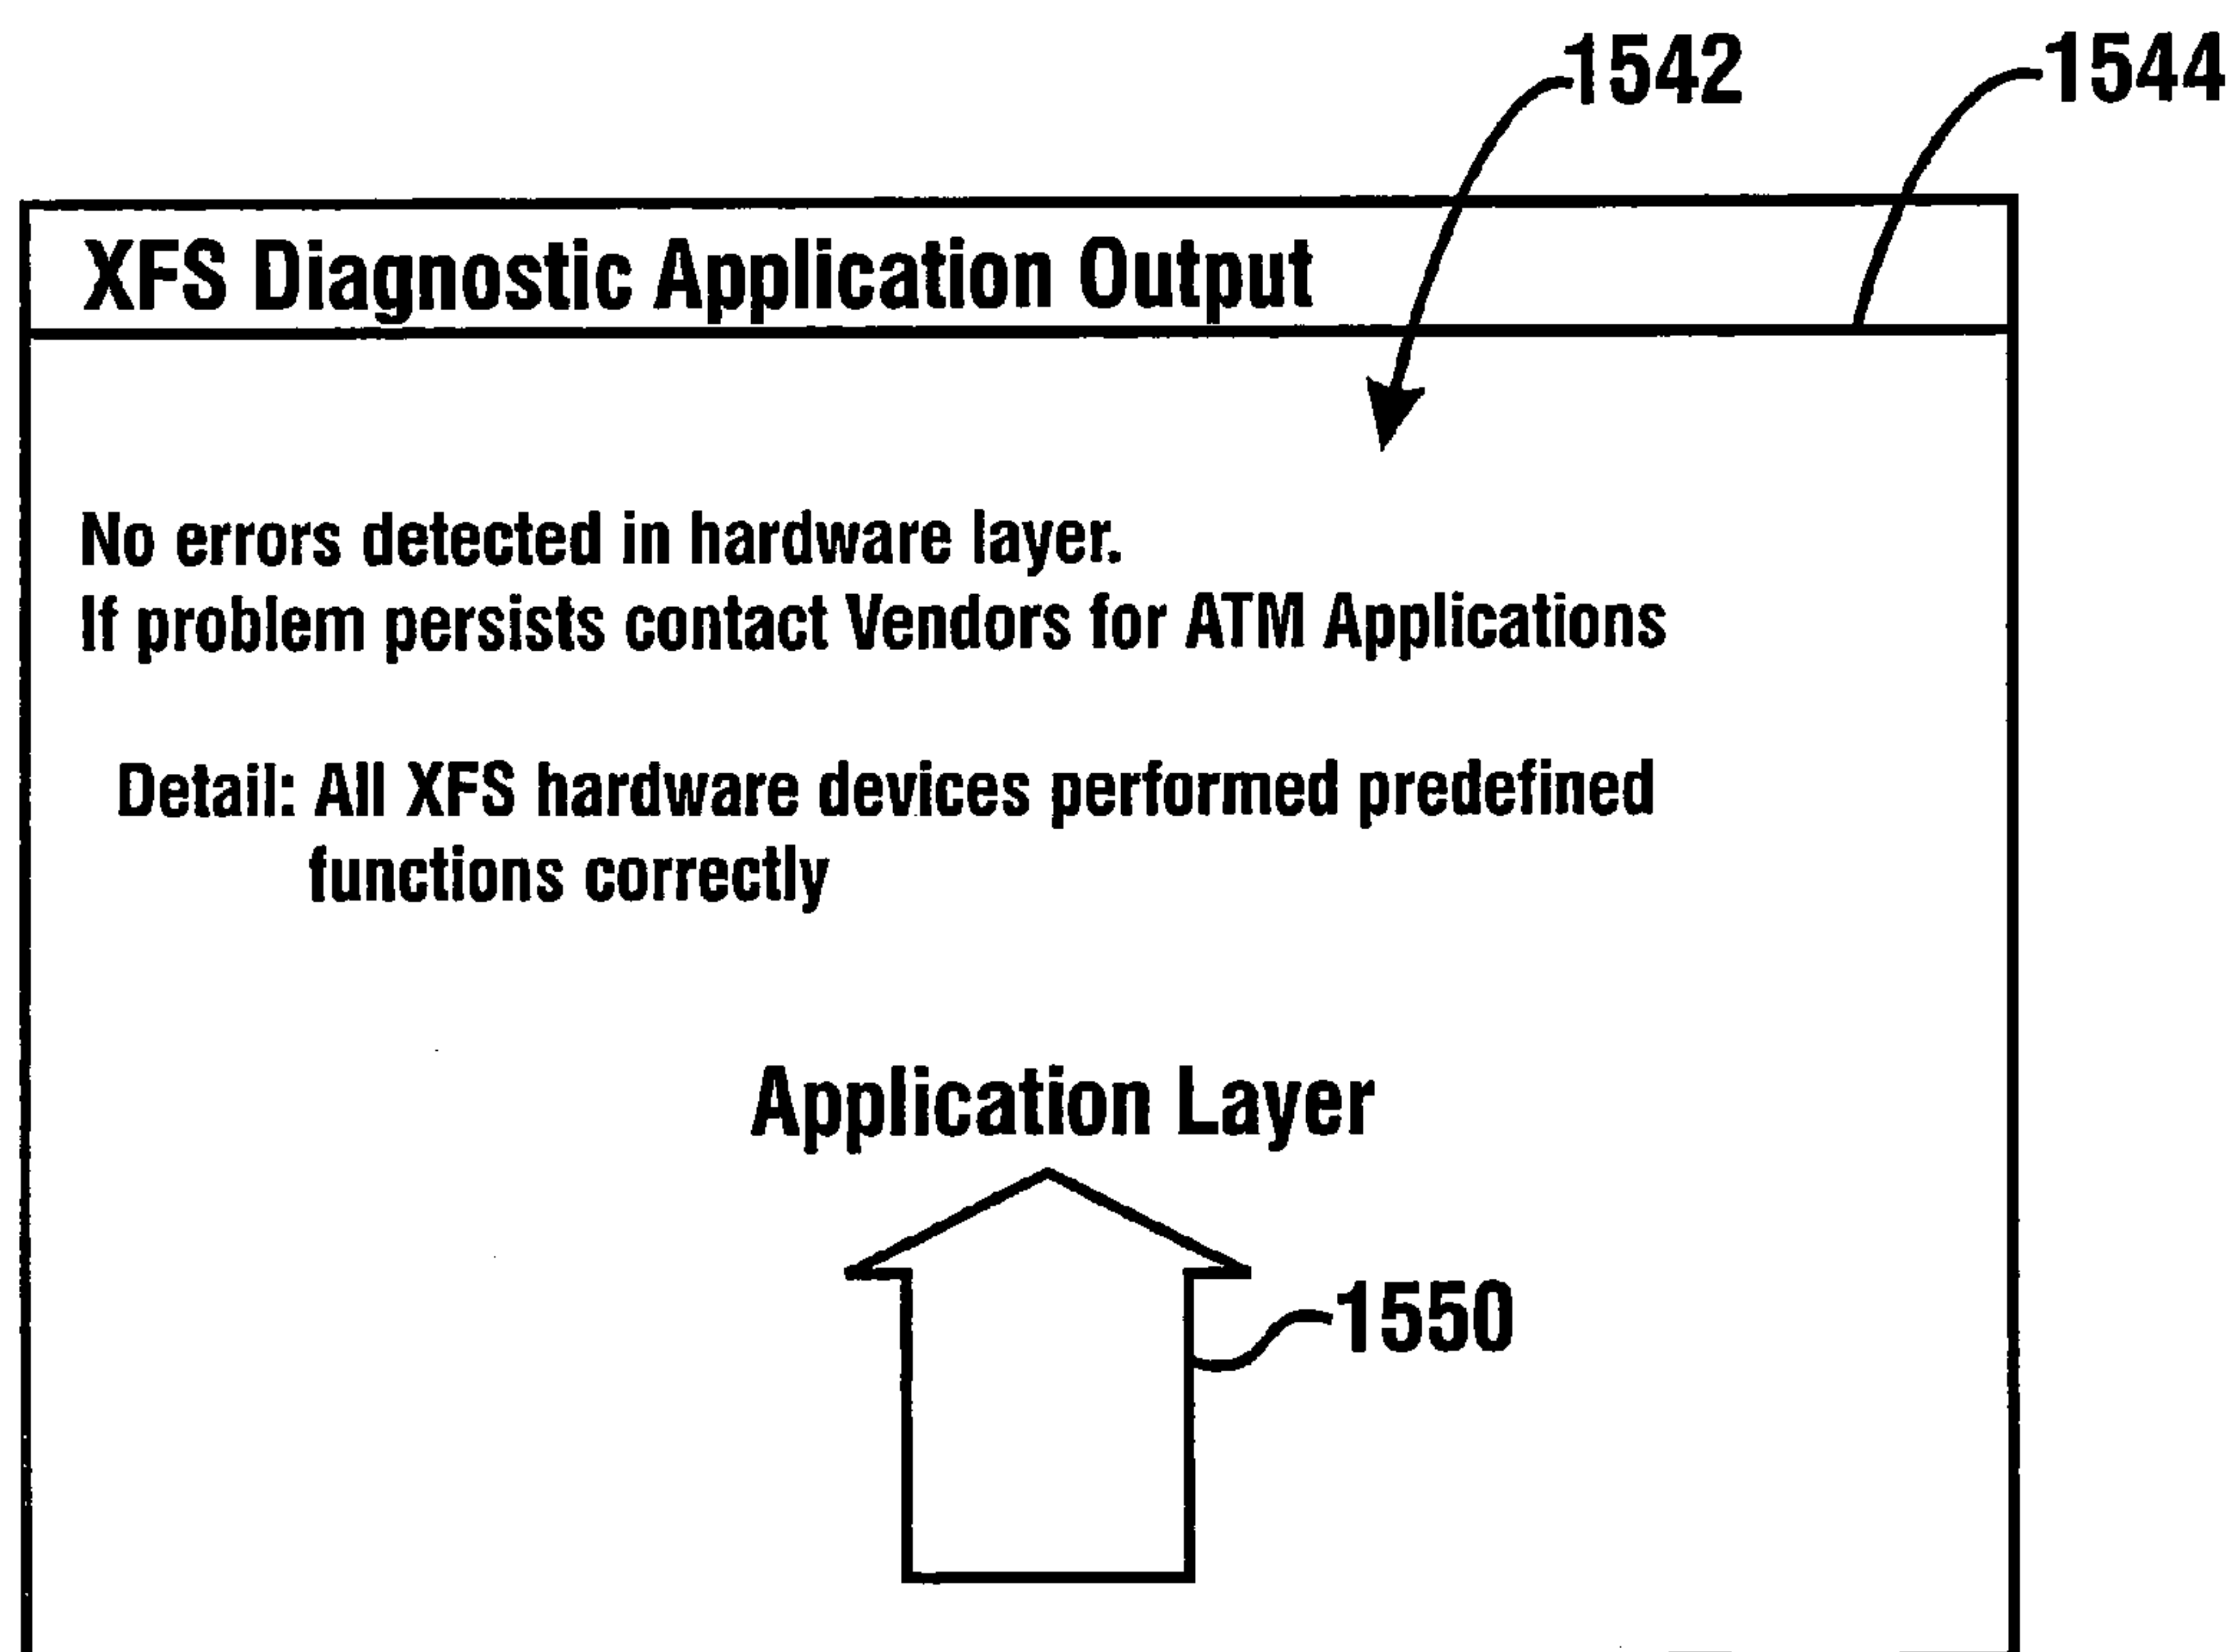 1542
1544
XFS Diagnostic Application Output
No errors detected in hardware layer.
If problem persists contact Vendors for ATM Applications
Detail: All XFS hardware devices performed predefined
functions correctly
Application Layer
1550